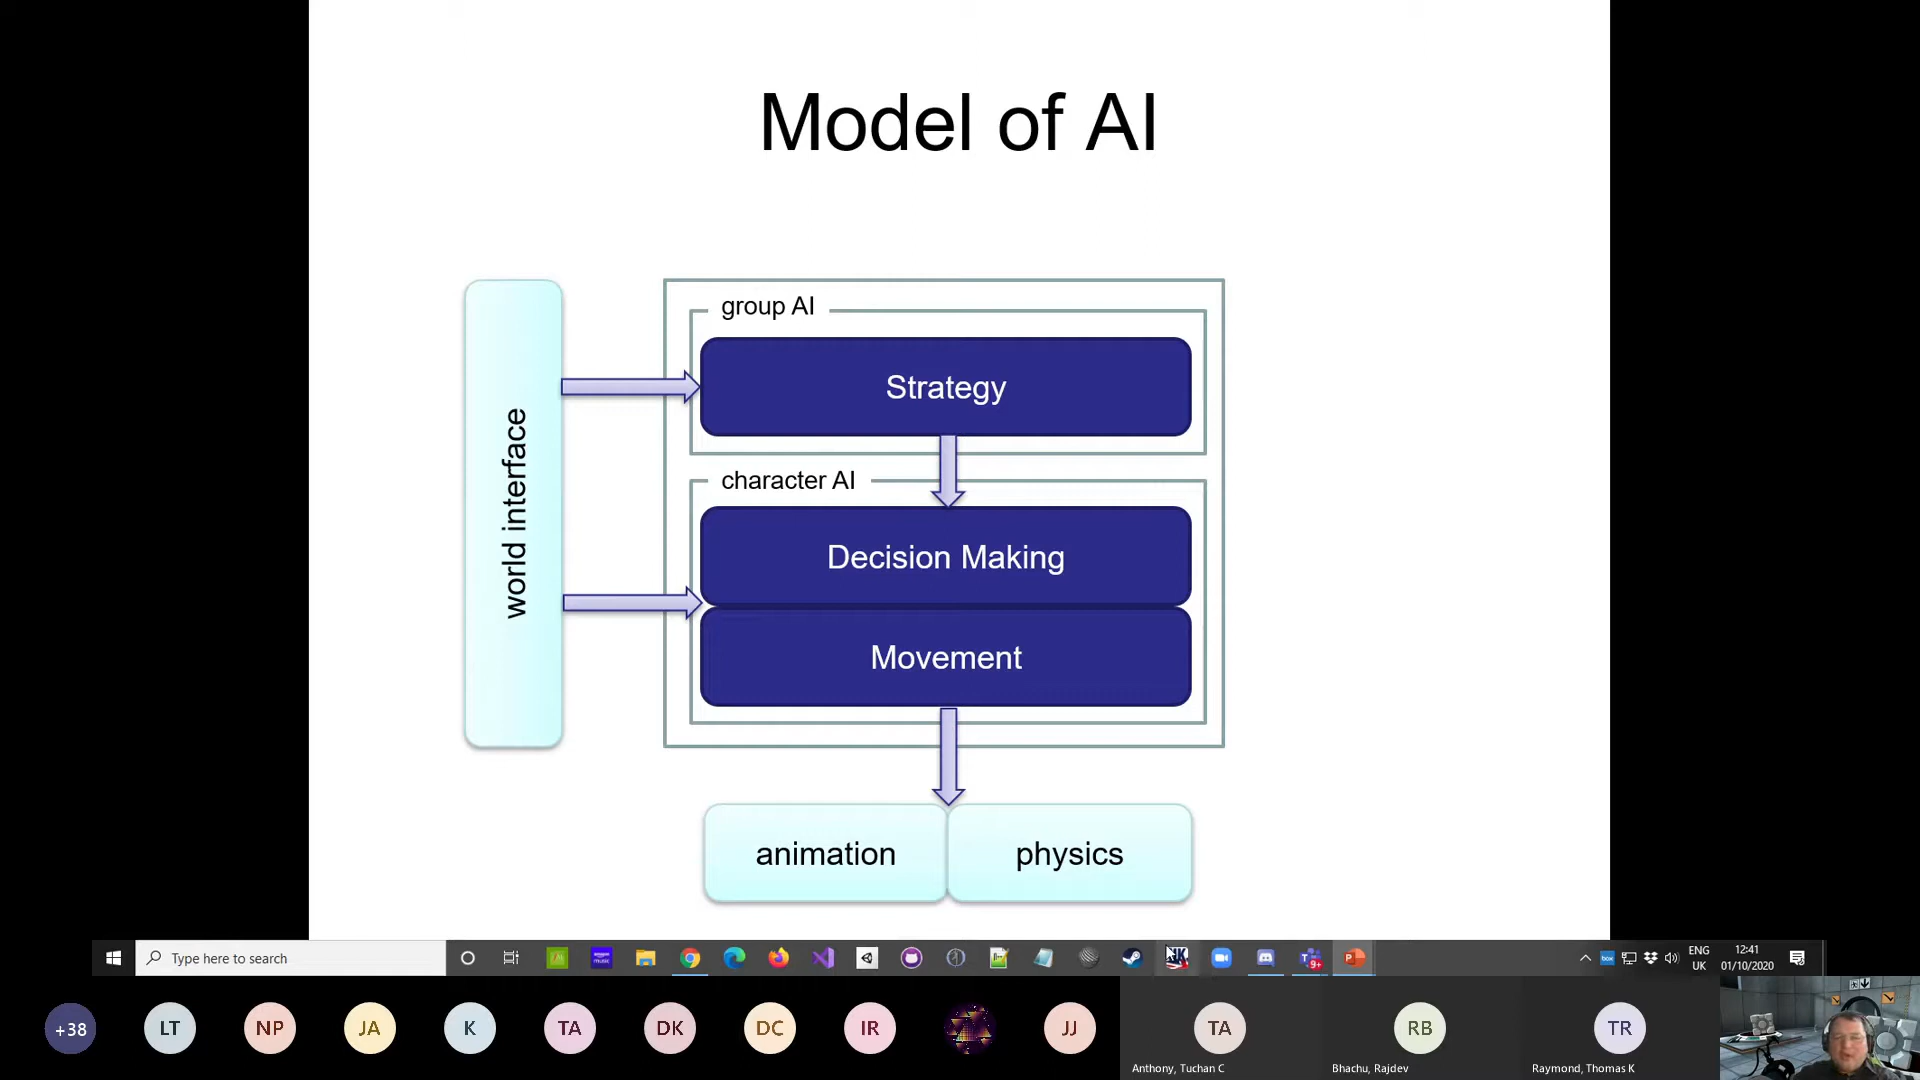 Model of AI
group AI
Strategy
world interface
character AI
Decision Making
Movement
animation
physics
Type here to search
ENG
UK
12:41
01/10/2020
+38
LT
NP
JA
K
TA
DK
DC
IR
JJ
TA
Anthony, Tuchan C
RB
Bhachu, Rajdev
TR
Raymond, Thomas K